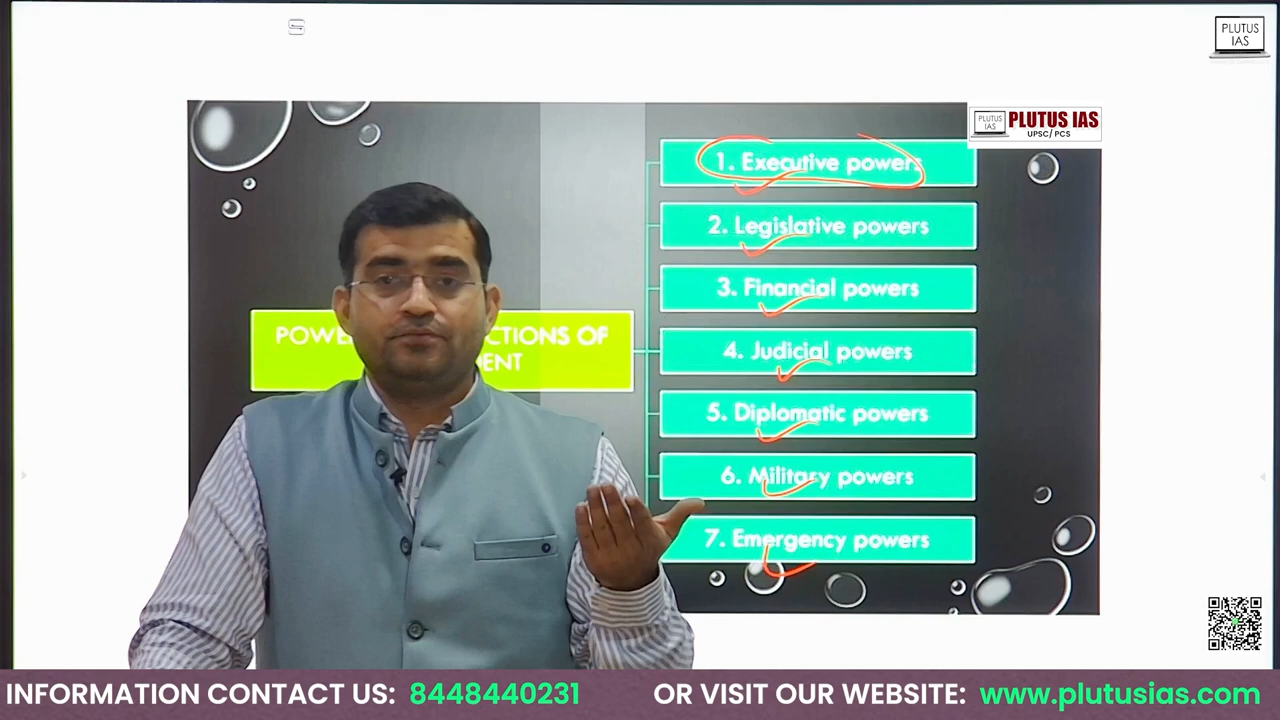 PLUTUS
IAS
PLUTUS
IAS
PLUTUS IAS
UPSC/ PCS
1. Executive powers
2. Legislative powers
3. Financial powers
CTIONS OF
4. Judicial powers
5. Diplomatic powers
6. Military powers
7. Emergency powers
INFORMATION CONTACT US: 8448440231 OR VISIT OUR WEBSITE: www.plutusias.com